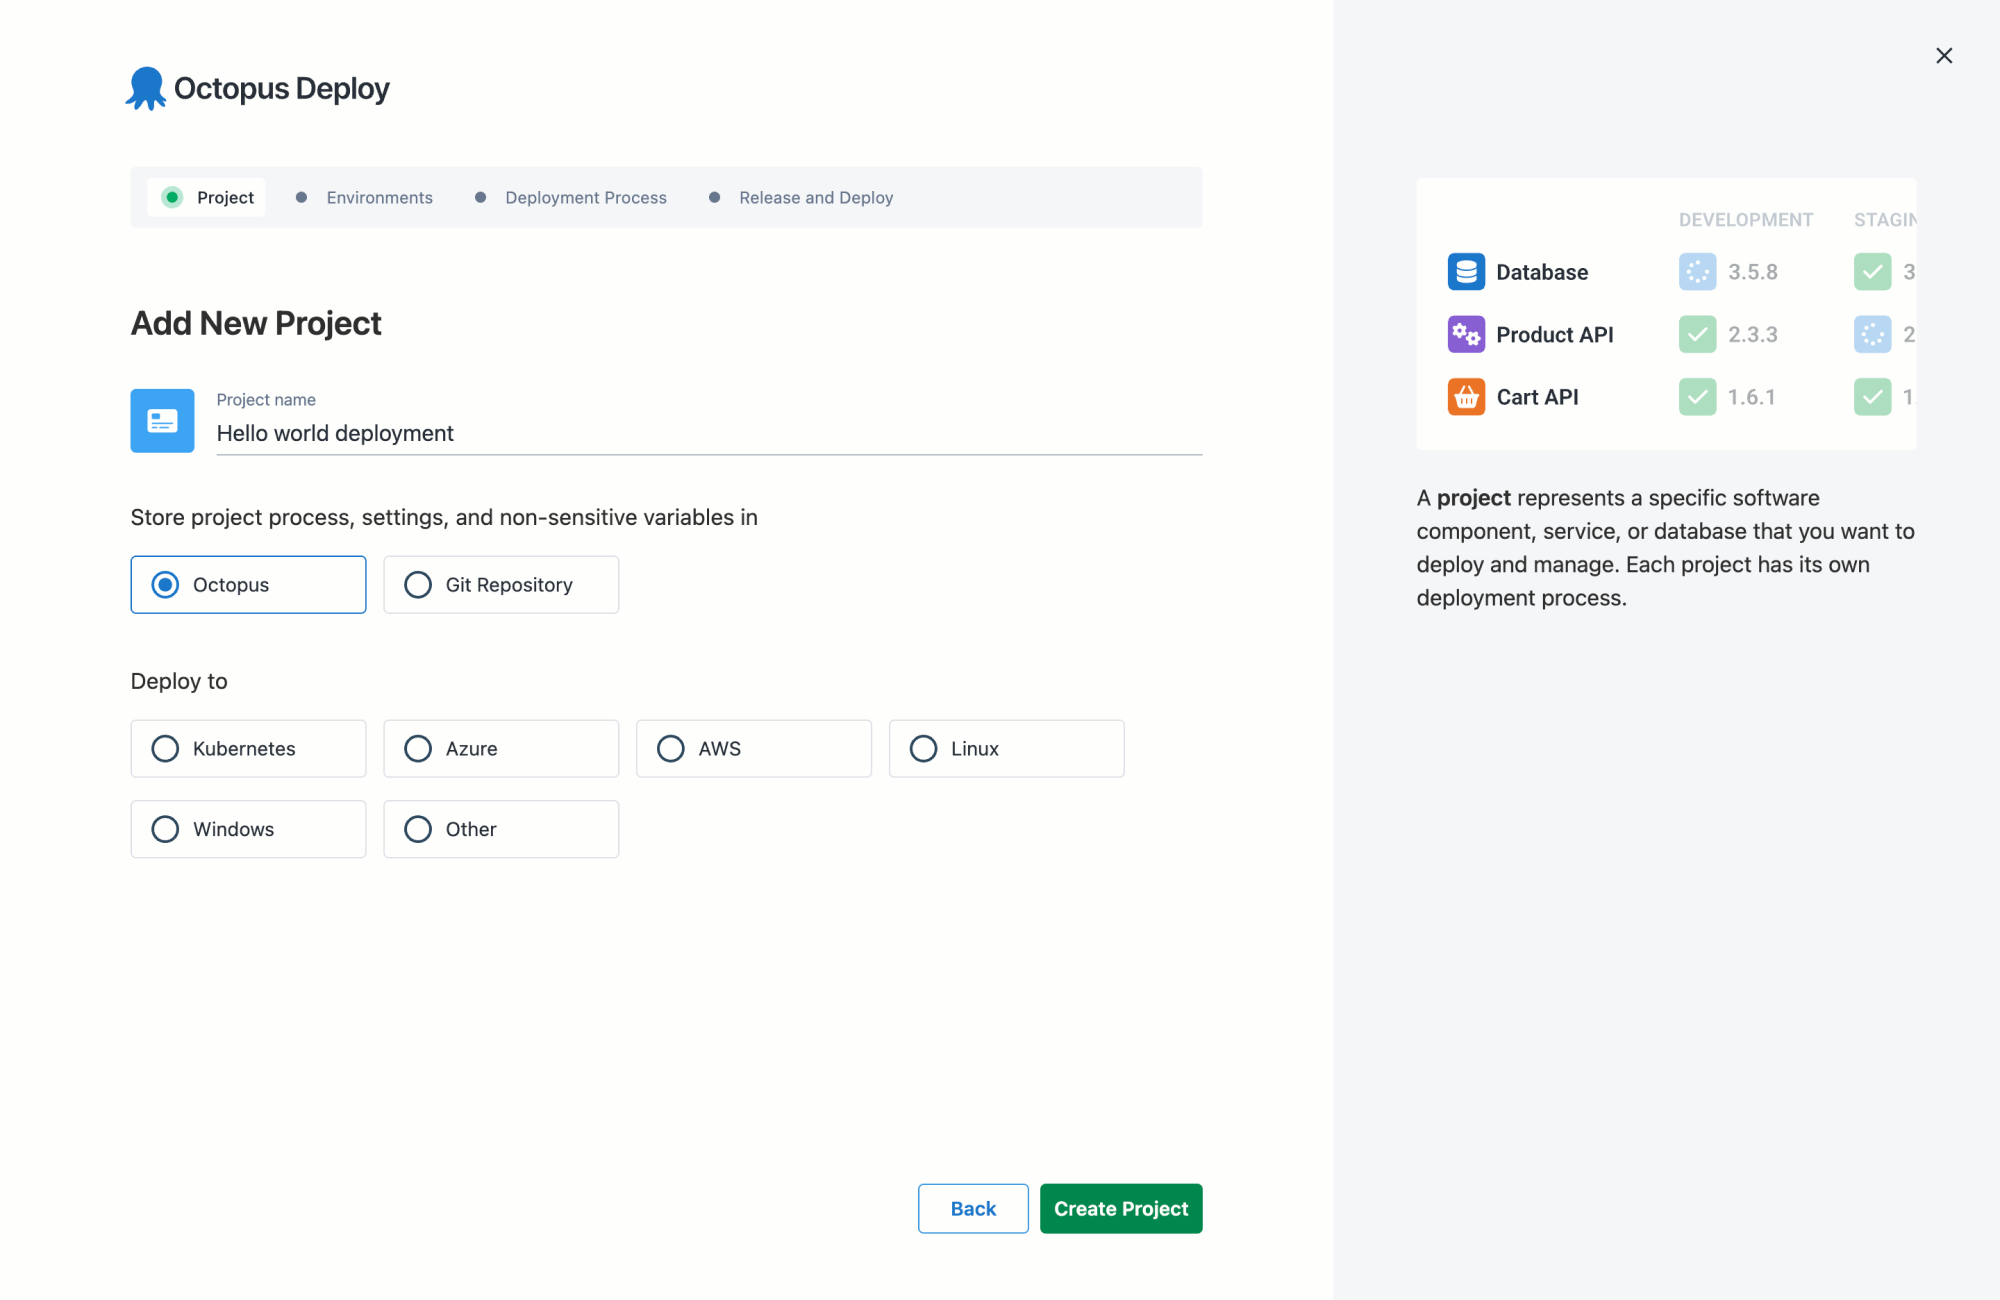 Octopus Deploy
Project
Environments
Deployment Process
Release and Deploy
Add New Project
Project name
Hello world deployment
Store project process, settings, and non-sensitive variables in
Octopus
Git Repository
Deploy to
Kubernetes
Azure
AWS
Linux
Windows
Other
Back
Create Project
DEVELOPMENT STAGIN
Database 3.5.8 3
Product API 2.3.3 2
Cart API 1.6.1 1.
A project represents a specific software
component, service, or database that you want to
deploy and manage. Each project has its own
deployment process.